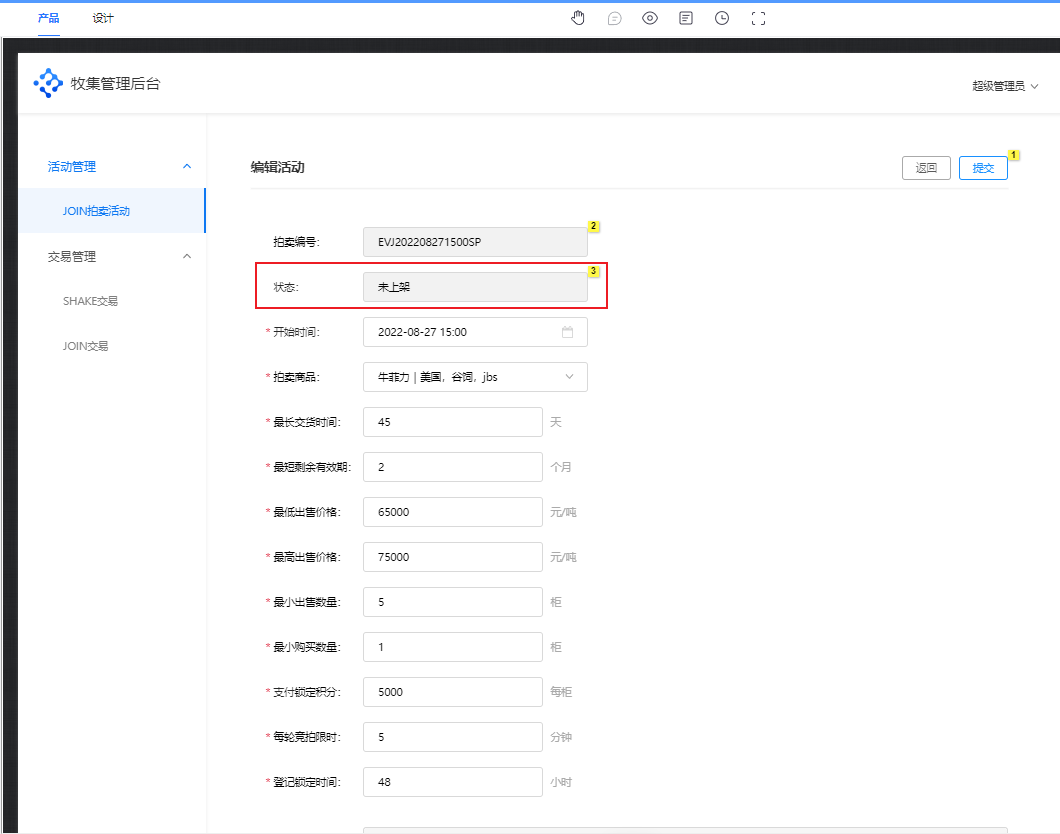 产品 设计
牧集管理后台 超级管理员
活动管理
JOIN拍卖活动
交易管理
SHAKE交易
JOIN交易
编辑活动 返回 提交 1
拍卖编号: EVJ202208271500SP 2
状态: 未上架 3
* 开始时间: 2022-08-27 15:00
* 拍卖商品: 牛菲力 | 美国，谷饲，jbs
* 最长交货时间: 45 天
* 最短剩余有效期: 2 个月
* 最低出售价格: 65000 元/吨
* 最高出售价格: 75000 元/吨
* 最小出售数量: 5 柜
* 最小购买数量: 1 柜
* 支付锁定积分: 5000 每柜
* 每轮竞拍限时: 5 分钟
* 登记锁定时间: 48 小时